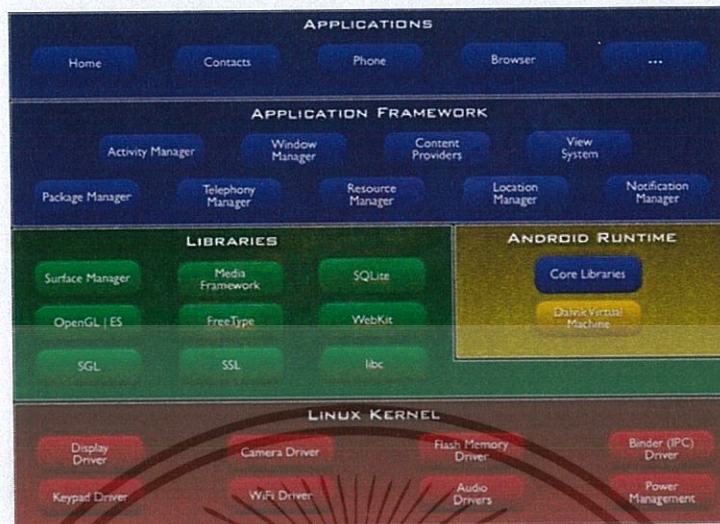 APPLICATIONS
Home Contacts Phone Browser ...
APPLICATION FRAMEWORK
Activity Manager
Window
Manager
Content
Providers
View
System
Package Manager
Telephony
Manager
Resource
Manager
Location
Manager
Notification
Manager
LIBRARIES
Surface Manager
Media
Framework
SQLite
OpenGL | ES
FreeType
WebKit
SGL
SSL
libc
ANDROID RUNTIME
Core Libraries
Dalvik Virtual
Machine
LINUX KERNEL
Display
Driver
Camera Driver
Flash Memory
Driver
Binder (IPC)
Driver
Keypad Driver
WiFi Driver
Audio
Drivers
Power
Management